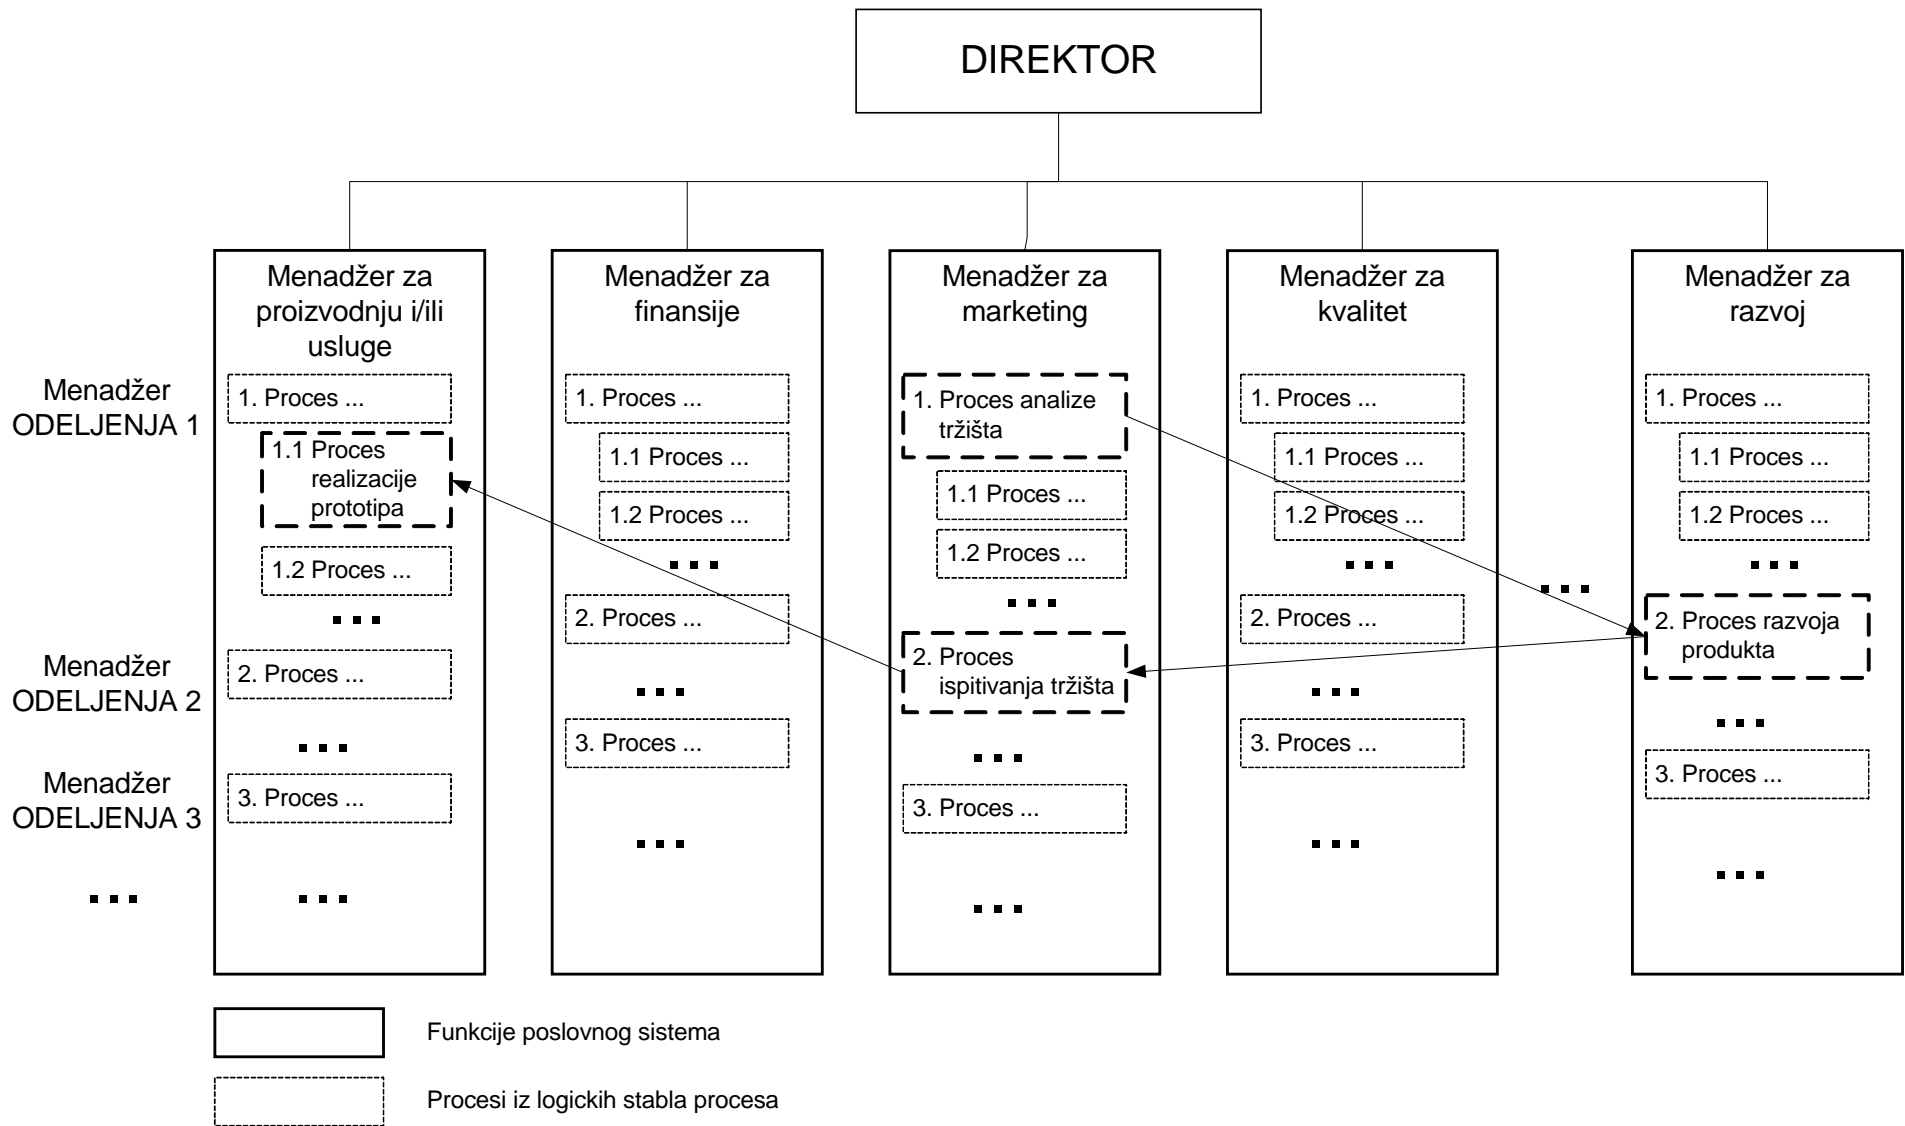 DIREKTOR
Menadžer za
proizvodnju i/ili
usluge
Menadžer za
finansije
Menadžer za
marketing
Menadžer za
kvalitet
Menadžer za
razvoj
Menadžer
ODELJENJA 1
Menadžer
ODELJENJA 2
Menadžer
ODELJENJA 3
...
1. Proces ...
1.1 Proces
realizacije
prototipa
1.2 Proces ...
...
2. Proces ...
...
3. Proces ...
...
1. Proces ...
1.1 Proces ...
1.2 Proces ...
...
2. Proces ...
...
3. Proces ...
...
1. Proces analize
tržišta
1.1 Proces ...
1.2 Proces ...
...
2. Proces
ispitivanja tržišta
...
3. Proces ...
...
1. Proces ...
1.1 Proces ...
1.2 Proces ...
...
2. Proces ...
...
3. Proces ...
...
...
1. Proces ...
1.1 Proces ...
1.2 Proces ...
...
2. Proces razvoja
produkta
...
3. Proces ...
...
Funkcije poslovnog sistema
Procesi iz logickih stabla procesa